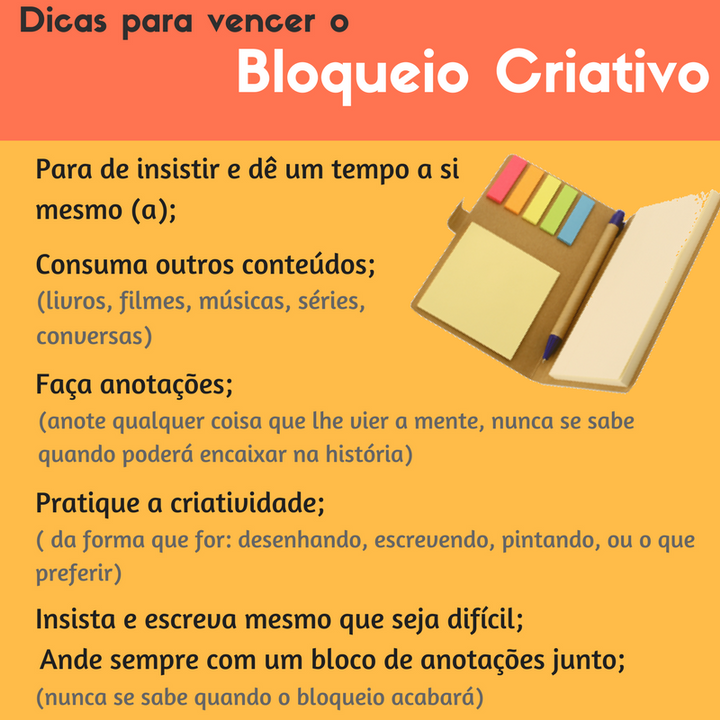 Dicas para vencer o
Bloqueio Criativo
Para de insistir e dê um tempo a si
mesmo (a);
Consuma outros conteúdos;
(livros, filmes, músicas, séries,
conversas)
Faça anotações;
(anote qualquer coisa que lhe vier a mente, nunca se sabe
quando poderá encaixar na história)
Pratique a criatividade;
( da forma que for: desenhando, escrevendo, pintando, ou o que
preferir)
Insista e escreva mesmo que seja difícil;
Ande sempre com um bloco de anotações junto;
(nunca se sabe quando o bloqueio acabará)